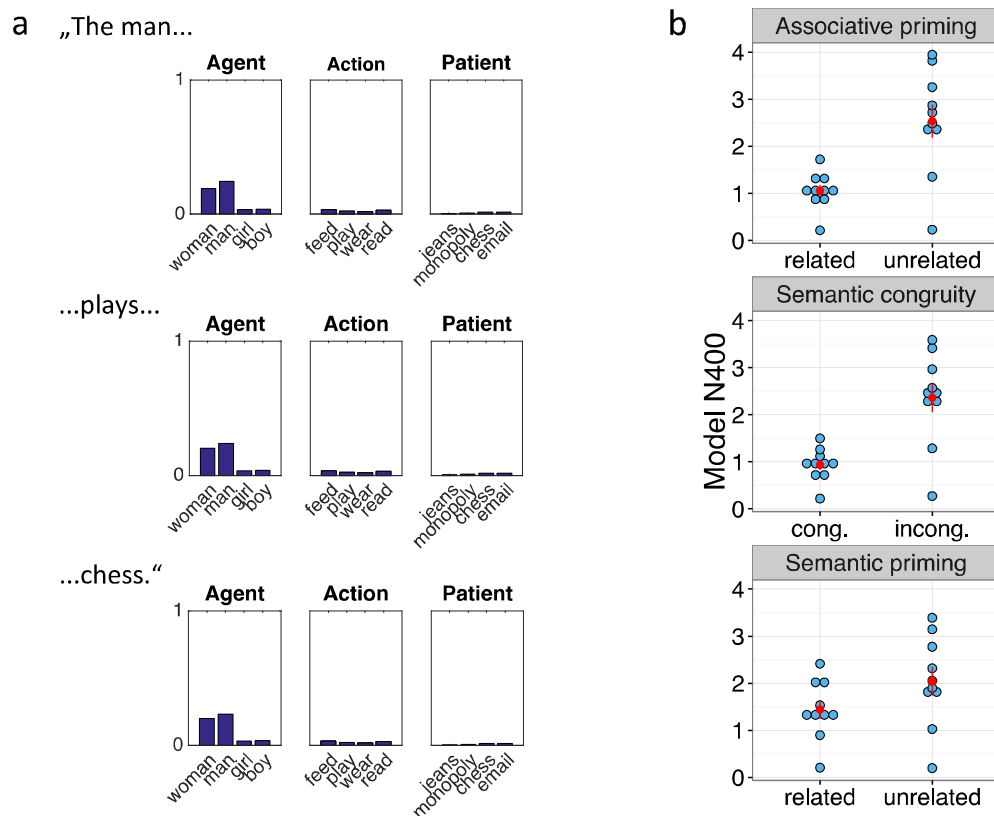 a
„The man...
Agent Action Patient
1
0
woman man girl boy
feed play wear read
jeans monopoly chess email
...plays...
Agent Action Patient
1
0
woman man girl boy
feed play wear read
jeans monopoly chess email
...chess.“
Agent Action Patient
1
0
woman man girl boy
feed play wear read
jeans monopoly chess email
b
Model N400
Associative priming
4
3
2
1
0
related unrelated
Semantic congruity
4
3
2
1
0
cong. incong.
Semantic priming
4
3
2
1
0
related unrelated